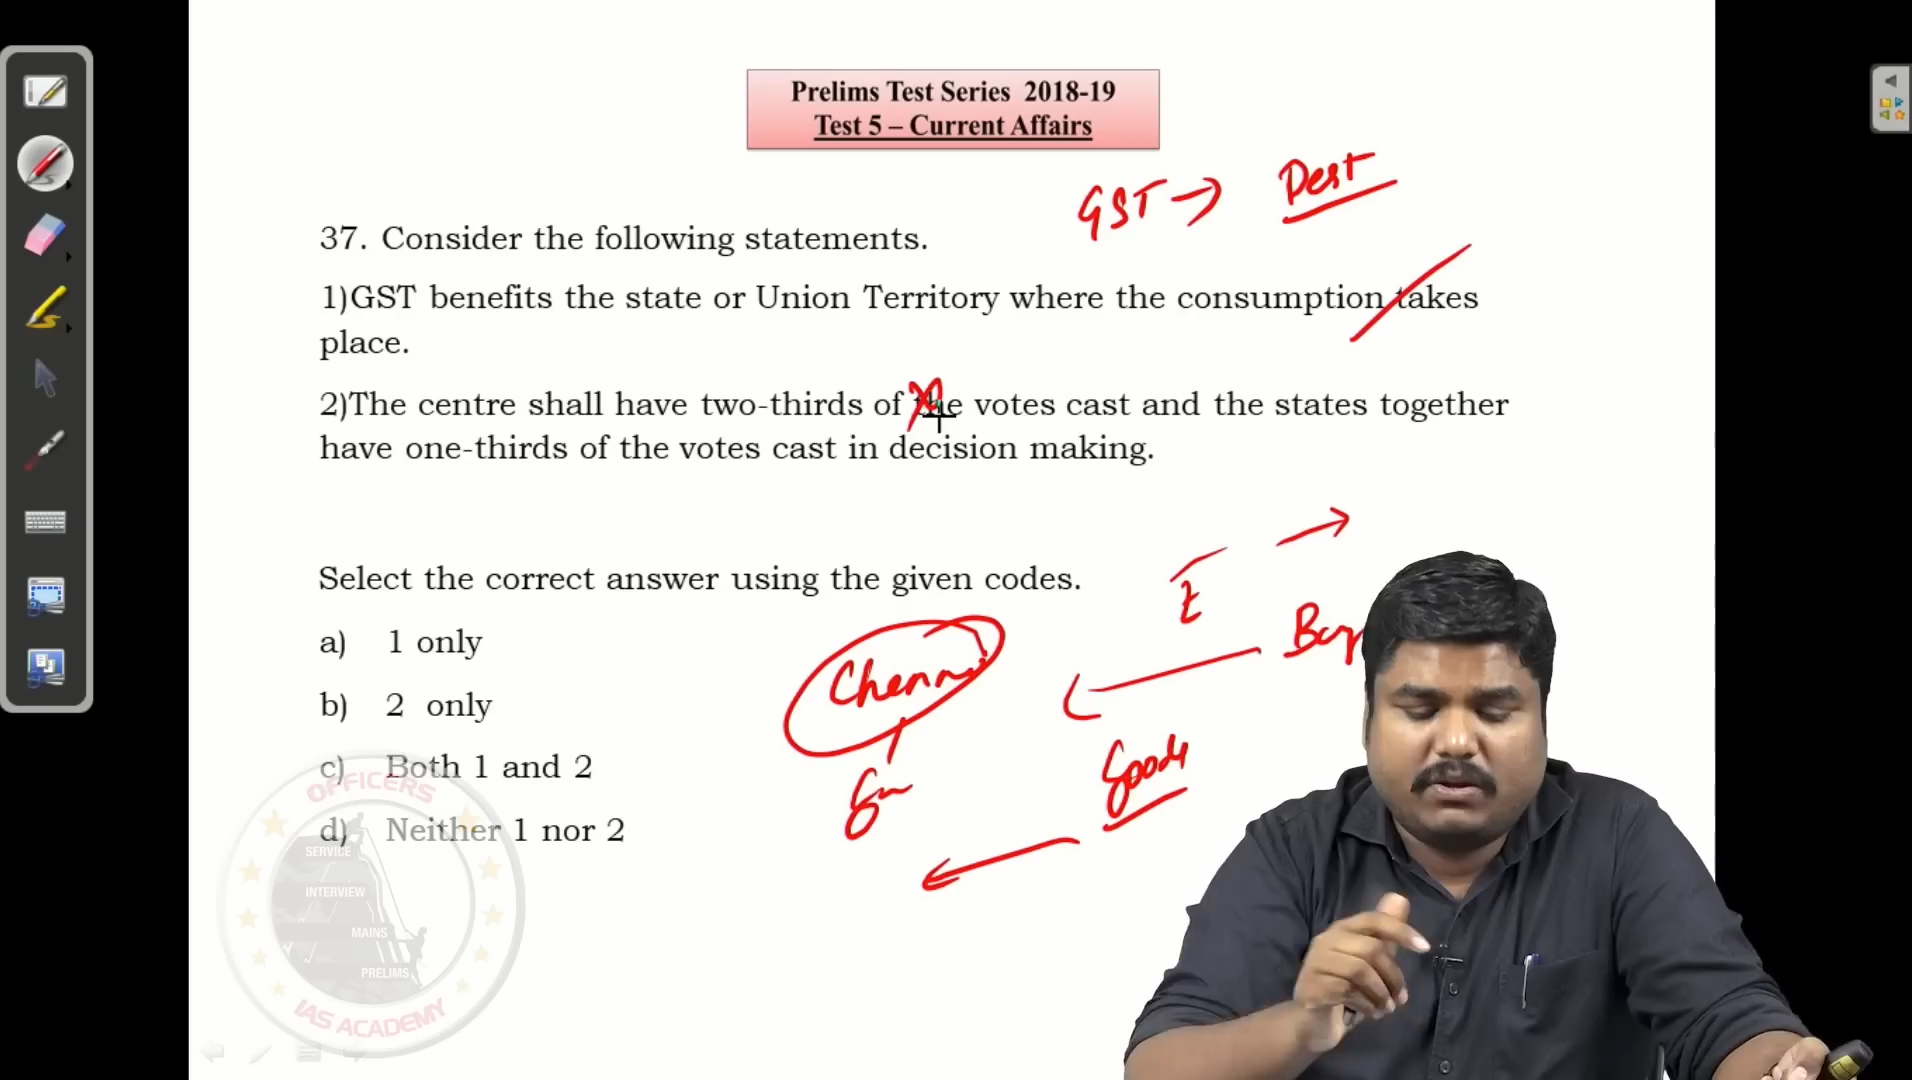 Prelims Test Series 2018-19
Test 5 – Current Affairs
GST → Dest
37. Consider the following statements.
1)GST benefits the state or Union Territory where the consumption takes
place.
2)The centre shall have two-thirds of the votes cast and the states together
have one-thirds of the votes cast in decision making.
Select the correct answer using the given codes.
a) 1 only
b) 2 only
c) Both 1 and 2
d) Neither 1 nor 2
Chennai
Goods
OFFICERS
SERVICE
INTERVIEW
MAINS
PRELIMS
IAS ACADEMY